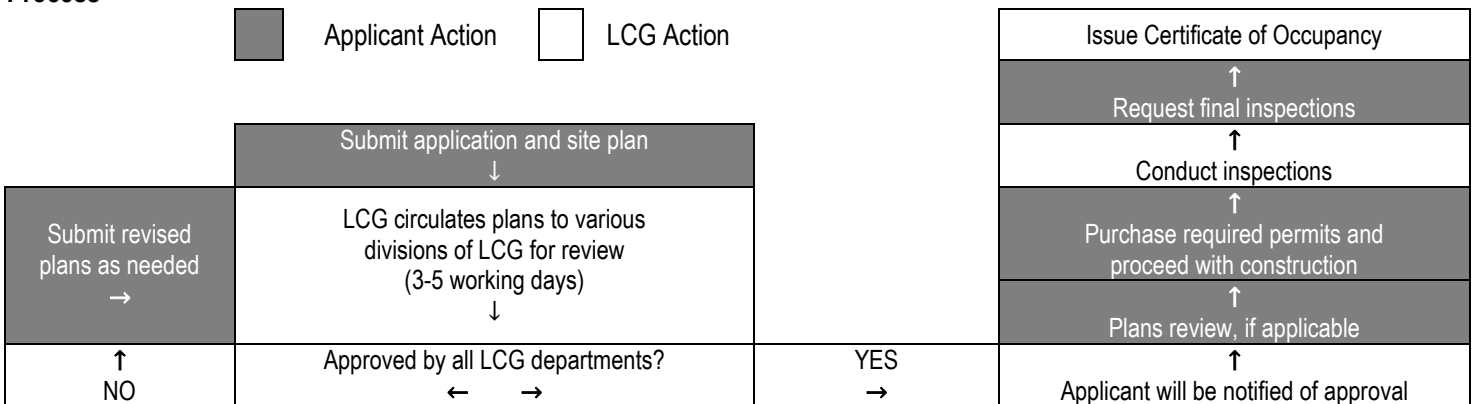 Applicant Action
LCG Action
Submit application and site plan
↓
LCG circulates plans to various
divisions of LCG for review
(3-5 working days)
↓
Submit revised
plans as needed
→
↑
NO
Approved by all LCG departments?
← →
YES
→
Issue Certificate of Occupancy
↑
Request final inspections
↑
Conduct inspections
↑
Purchase required permits and
proceed with construction
↑
Plans review, if applicable
↑
Applicant will be notified of approval